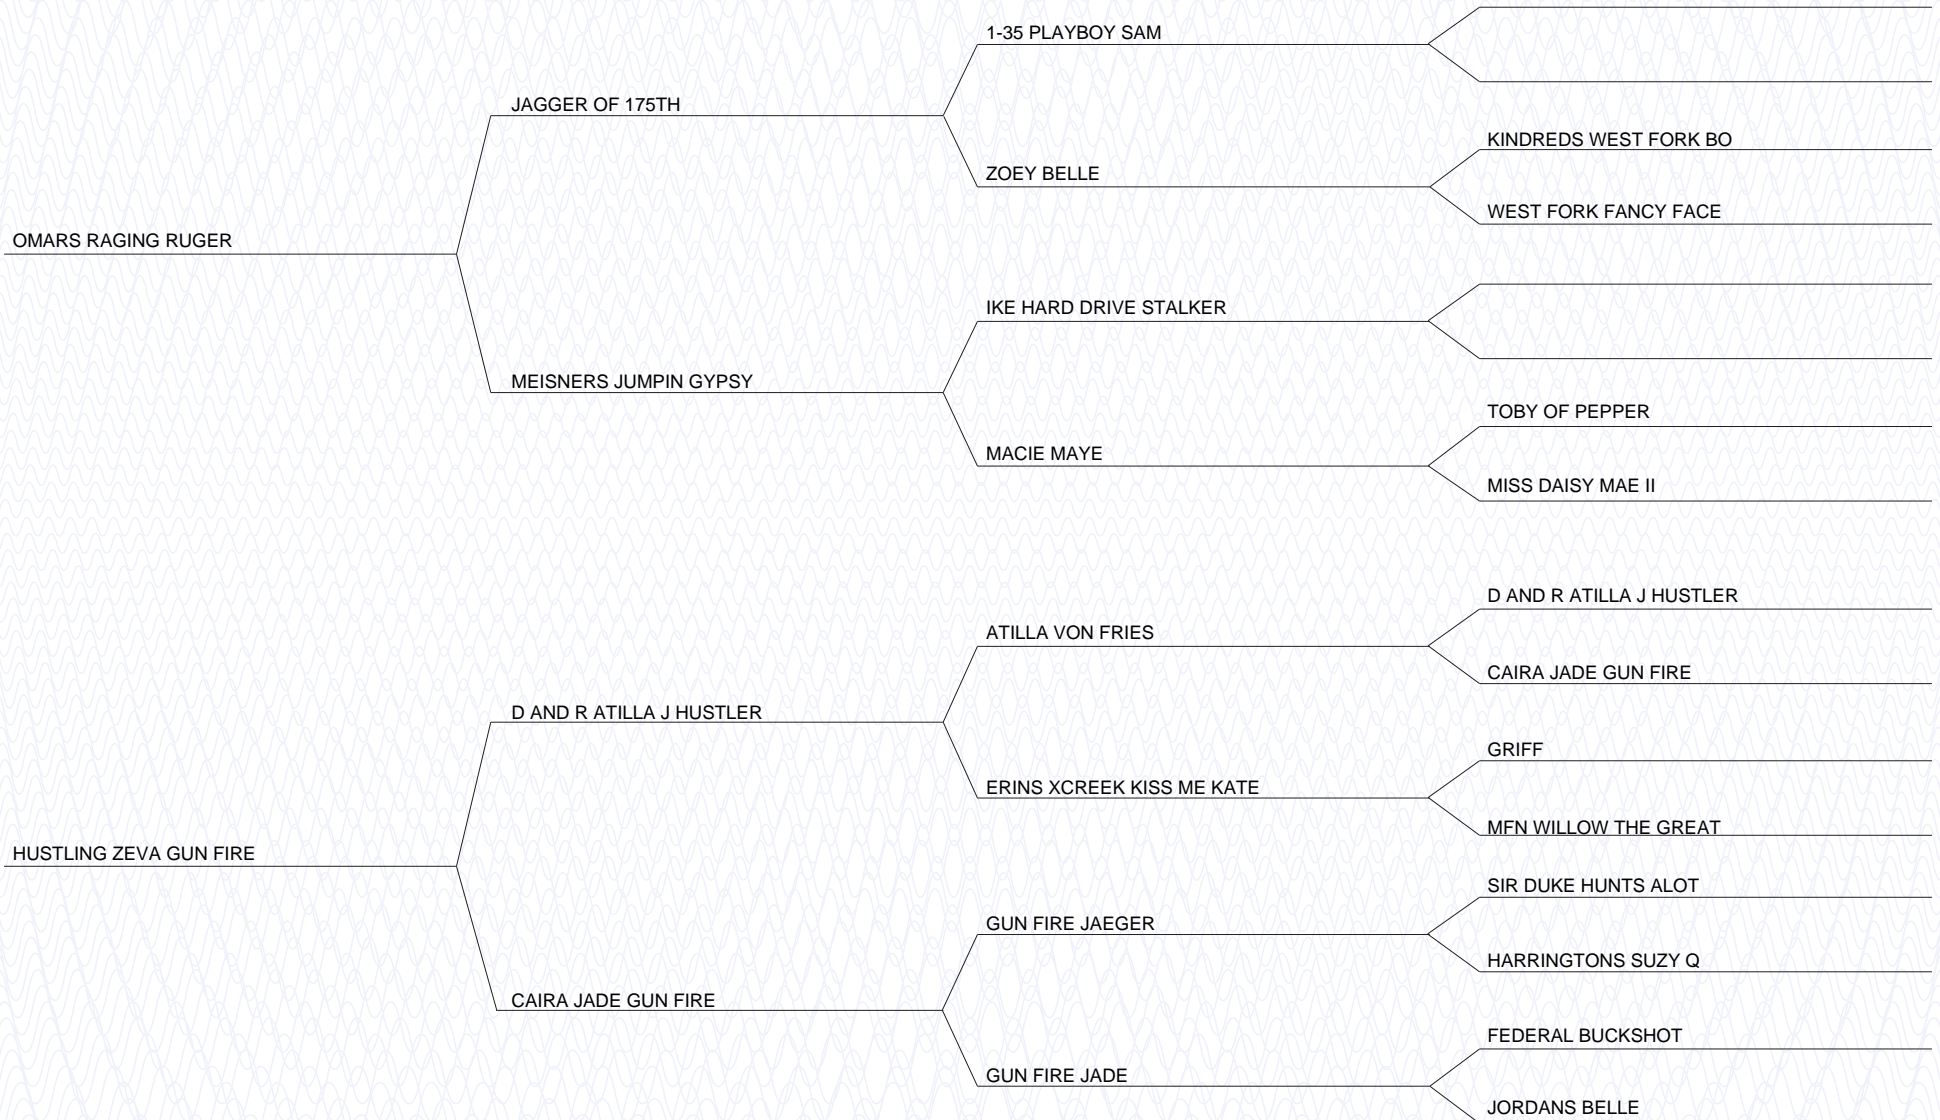 1-35 PLAYBOY SAM
JAGGER OF 175TH
KINDREDS WEST FORK BO
ZOEY BELLE
WEST FORK FANCY FACE
OMARS RAGING RUGER
IKE HARD DRIVE STALKER
MEISNERS JUMPIN GYPSY
TOBY OF PEPPER
MACIE MAYE
MISS DAISY MAE II
D AND R ATILLA J HUSTLER
ATILLA VON FRIES
CAIRA JADE GUN FIRE
D AND R ATILLA J HUSTLER
GRIFF
ERINS XCREEK KISS ME KATE
MFN WILLOW THE GREAT
HUSTLING ZEVA GUN FIRE
SIR DUKE HUNTS ALOT
GUN FIRE JAEGER
HARRINGTONS SUZY Q
CAIRA JADE GUN FIRE
FEDERAL BUCKSHOT
GUN FIRE JADE
JORDANS BELLE